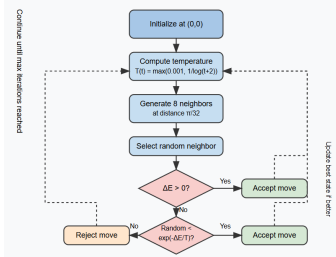 Initialize at (0,0)
Continue until max iterations reached
Compute temperature
T(t) = max(0.001, 1/log(t+2))
Generate 8 neighbors
at distance π/32
Select random neighbor
ΔE > 0?
Yes
Accept move
No
Update best state if better
Random <
exp(-ΔE/T)?
No
Reject move
Yes
Accept move